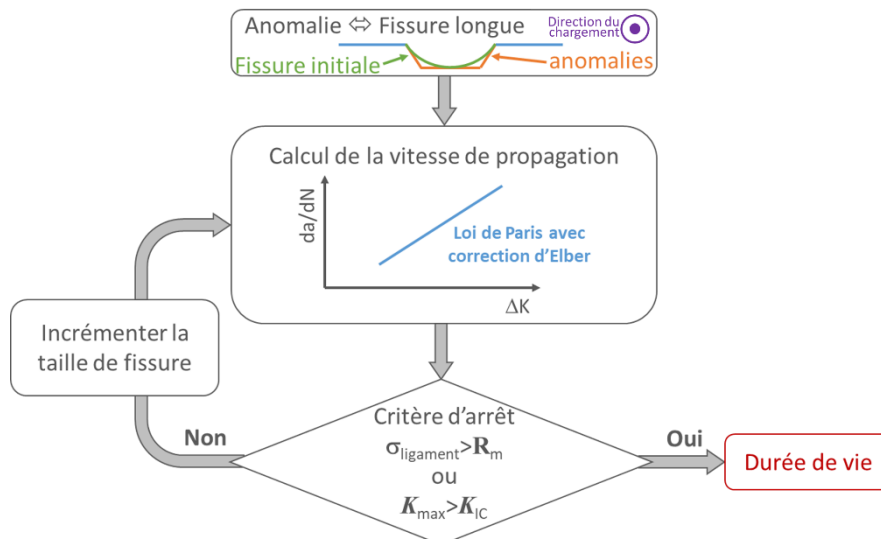 Anomalie ⇔ Fissure longue
Direction du
chargement
Fissure initiale
anomalies
Calcul de la vitesse de propagation
da/dN
Loi de Paris avec
correction d'Elber
ΔK
Incrémenter la
taille de fissure
Critère d'arrêt
σligament>Rm
ou
Kmax>KIC
Non
Oui
Durée de vie